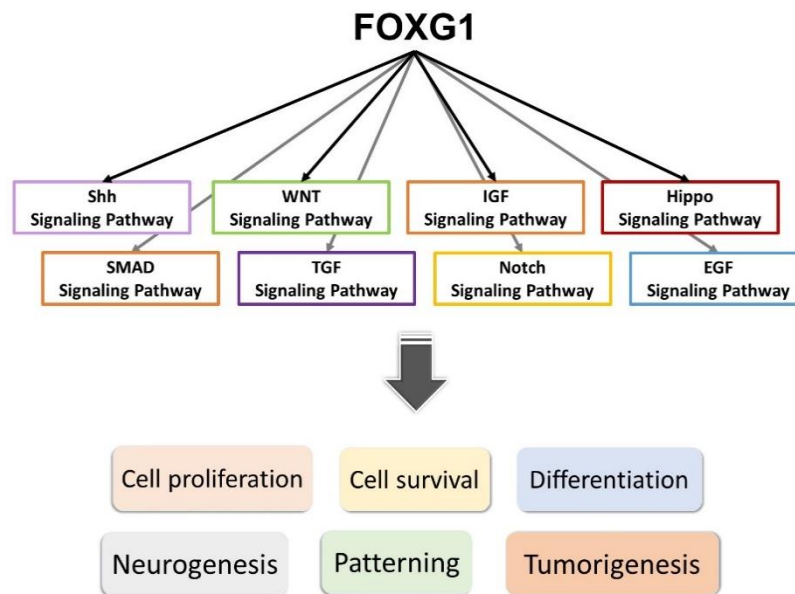 FOXG1
Shh
Signaling Pathway
WNT
Signaling Pathway
IGF
Signaling Pathway
Hippo
Signaling Pathway
SMAD
Signaling Pathway
TGF
Signaling Pathway
Notch
Signaling Pathway
EGF
Signaling Pathway
Cell proliferation
Cell survival
Differentiation
Neurogenesis
Patterning
Tumorigenesis